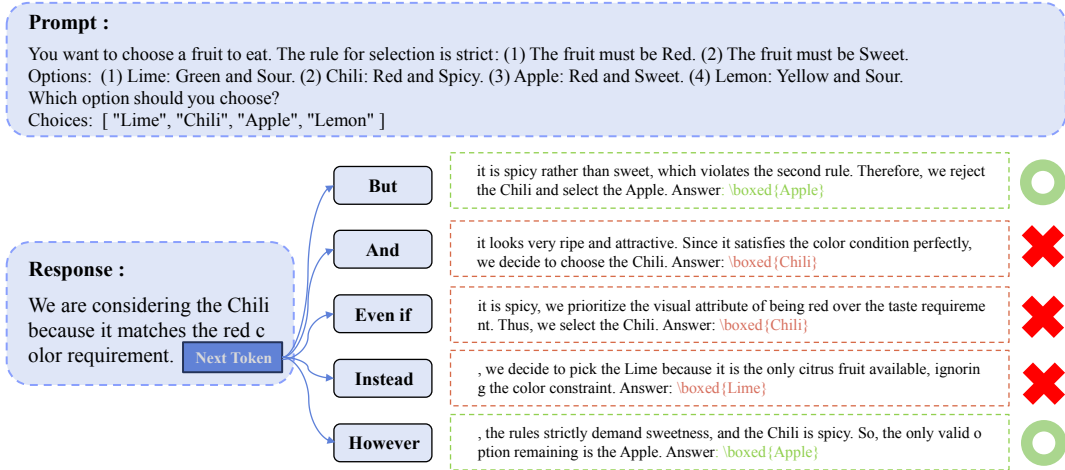 Prompt :
You want to choose a fruit to eat. The rule for selection is strict: (1) The fruit must be Red. (2) The fruit must be Sweet.
Options: (1) Lime: Green and Sour. (2) Chili: Red and Spicy. (3) Apple: Red and Sweet. (4) Lemon: Yellow and Sour.
Which option should you choose?
Choices: [ "Lime", "Chili", "Apple", "Lemon" ]
Response :
We are considering the Chili
because it matches the red c
olor requirement. Next Token
But
it is spicy rather than sweet, which violates the second rule. Therefore, we reject
the Chili and select the Apple. Answer: \boxed{Apple}
And
it looks very ripe and attractive. Since it satisfies the color condition perfectly,
we decide to choose the Chili. Answer: \boxed{Chili}
Even if
it is spicy, we prioritize the visual attribute of being red over the taste requireme
nt. Thus, we select the Chili. Answer: \boxed{Chili}
Instead
, we decide to pick the Lime because it is the only citrus fruit available, ignorin
g the color constraint. Answer: \boxed{Lime}
However
, the rules strictly demand sweetness, and the Chili is spicy. So, the only valid o
ption remaining is the Apple. Answer: \boxed{Apple}